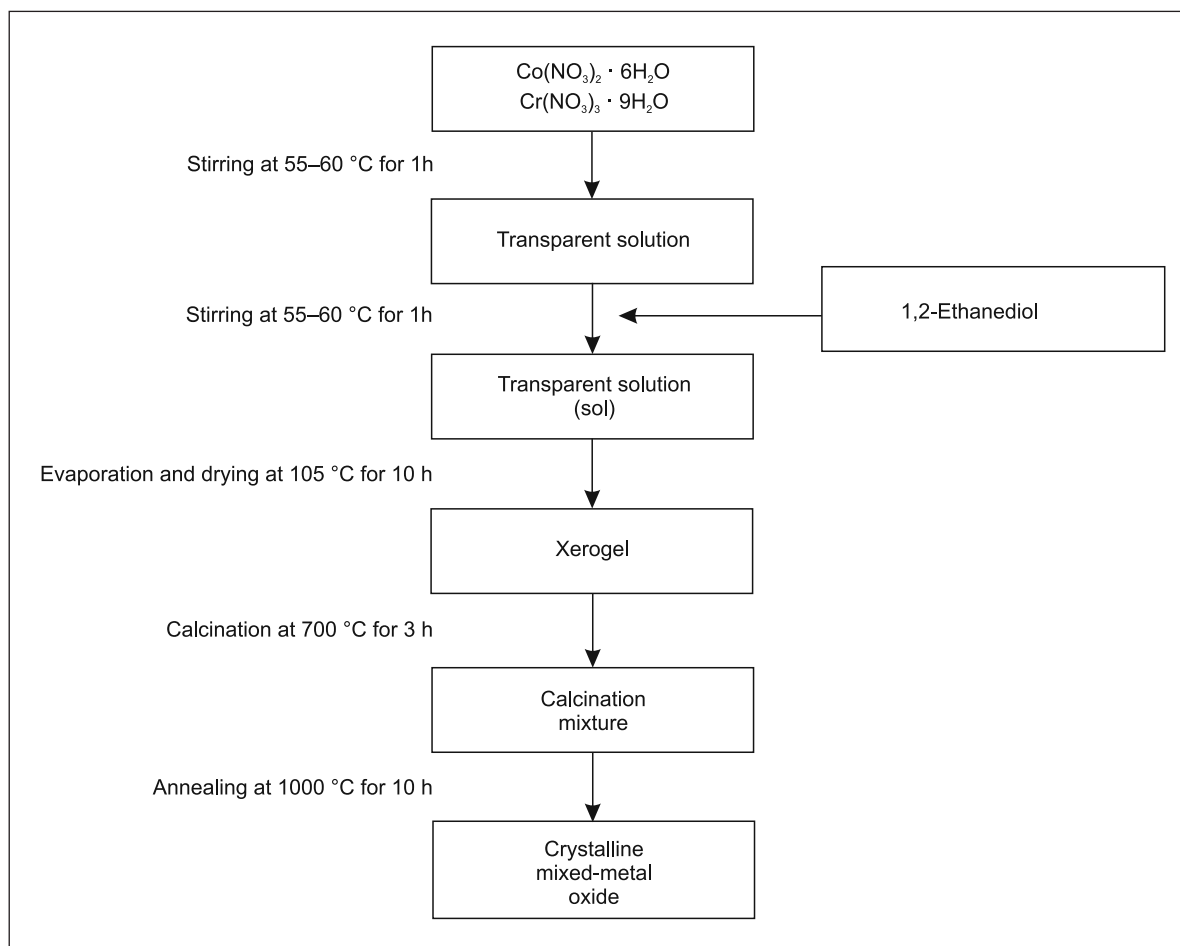 Co(NO₃)₂ · 6H₂O
Cr(NO₃)₃ · 9H₂O
Stirring at 55–60 °C for 1h
Transparent solution
Stirring at 55–60 °C for 1h
1,2-Ethanediol
Transparent solution
(sol)
Evaporation and drying at 105 °C for 10 h
Xerogel
Calcination at 700 °C for 3 h
Calcination
mixture
Annealing at 1000 °C for 10 h
Crystalline
mixed-metal
oxide